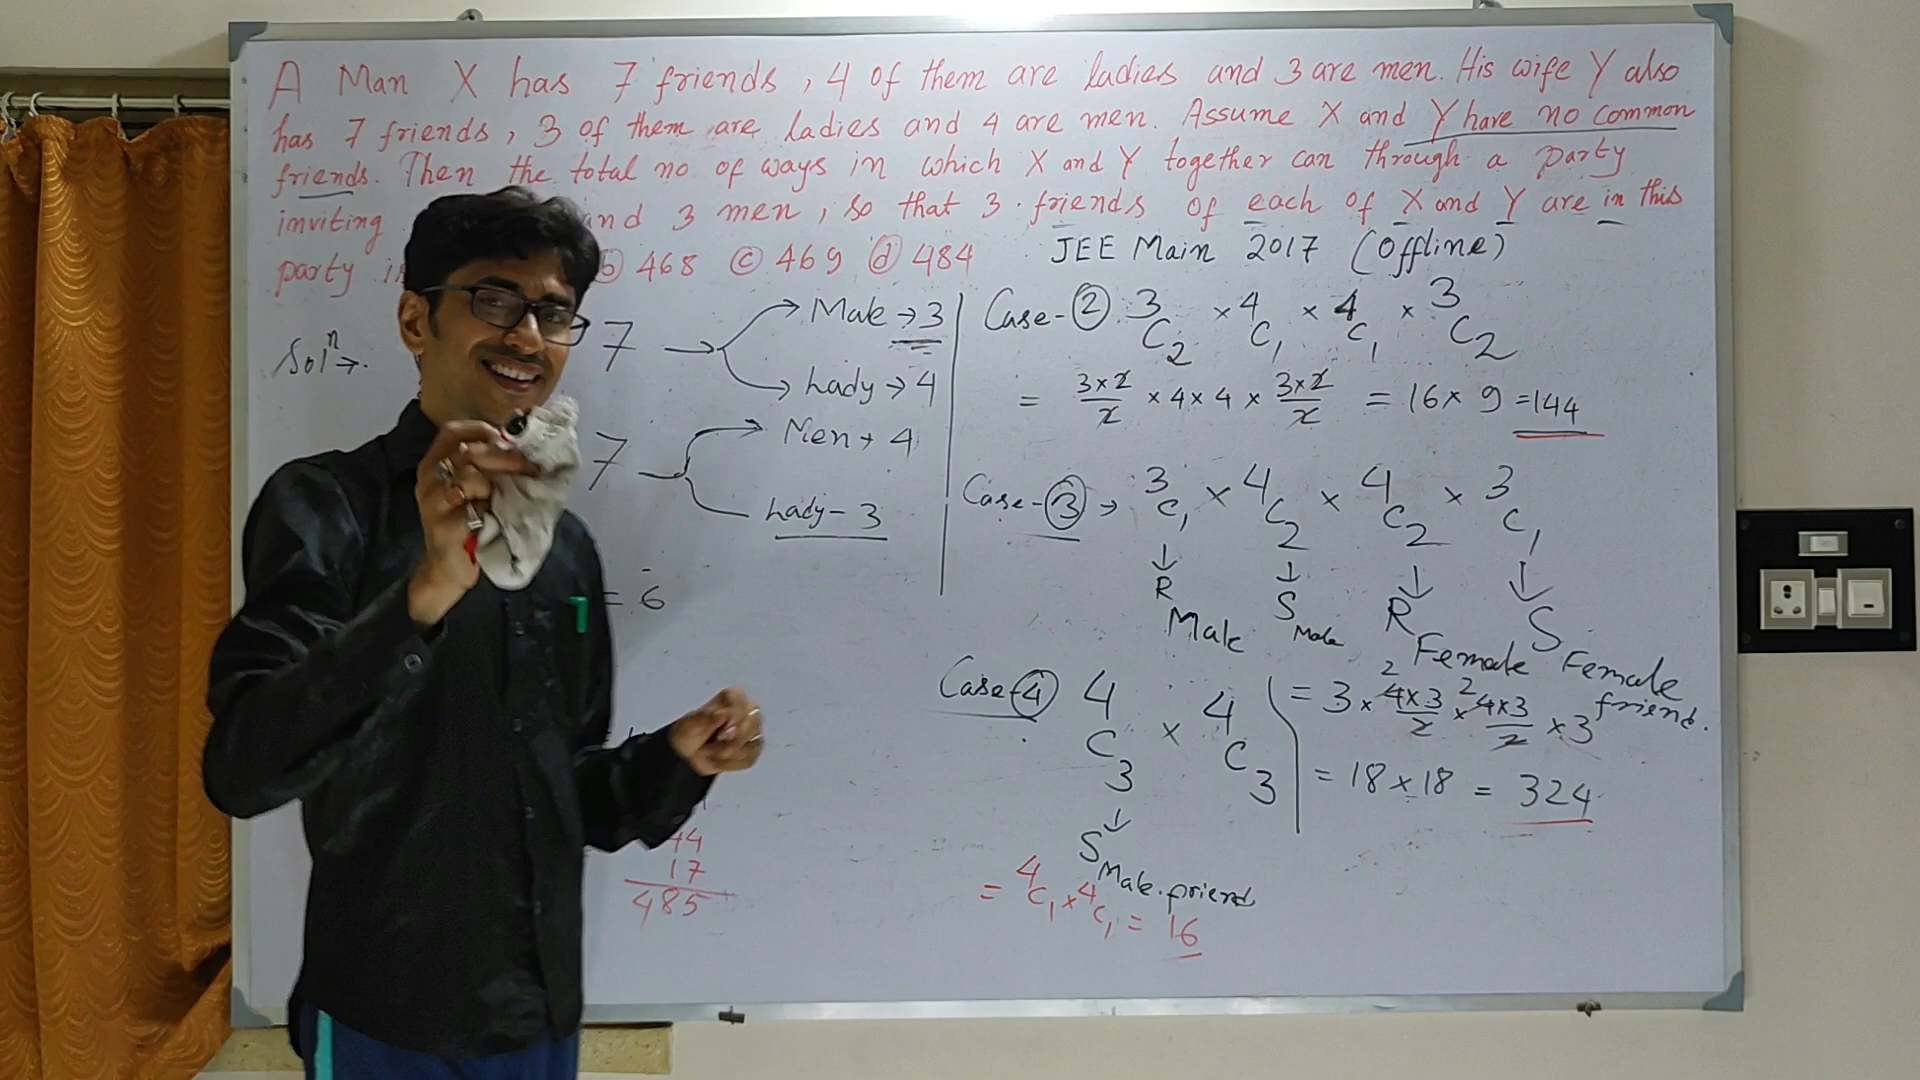 A Man X has 7 friends, 4 of them are ladies and 3 are men. His wife Y also
has 7 friends, 3 of them are ladies and 4 are men. Assume X and Y have no common
friends. Then the total no of ways in which X and Y together can through a party
inviting and 3 men, so that 3 friends of each of X and Y are in this
party is b 468 c 469 d 484 JEE Main 2017 (Offline)
Solⁿ→.
7 → Male → 3
Lady → 4
7 Men → 4
Lady - 3
= 6
44
17
485
Case-② ³C₂ × ⁴C₁ × ⁴C₁ × ³C₂
= 3×2/2 × 4 × 4 × 3×2/2 = 16 × 9 = 144
Case-③ → ³C₁ × ⁴C₂ × ⁴C₂ × ³C₁
R S R S
Male Male Female Female friend.
Case-④ ⁴C₃ × ⁴C₃
S Male friend
= ⁴C₁ × ⁴C₁ = 16
= 3 × 4×3/2 × 4×3/2 × 3
2 2
= 18 × 18 = 324